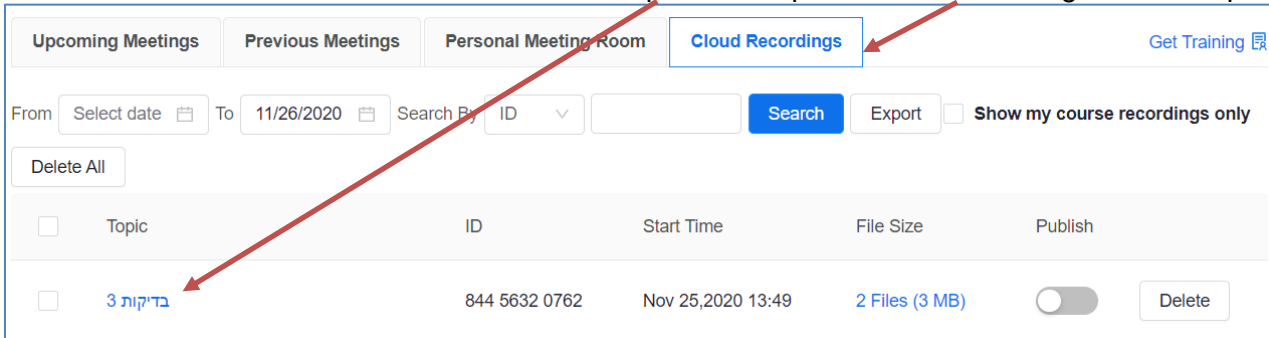 Upcoming Meetings Previous Meetings Personal Meeting Room Cloud Recordings Get Training
From Select date To 11/26/2020 Search By ID Search Export Show my course recordings only
Delete All
Topic ID Start Time File Size Publish
בדיקות 3 844 5632 0762 Nov 25,2020 13:49 2 Files (3 MB) Delete